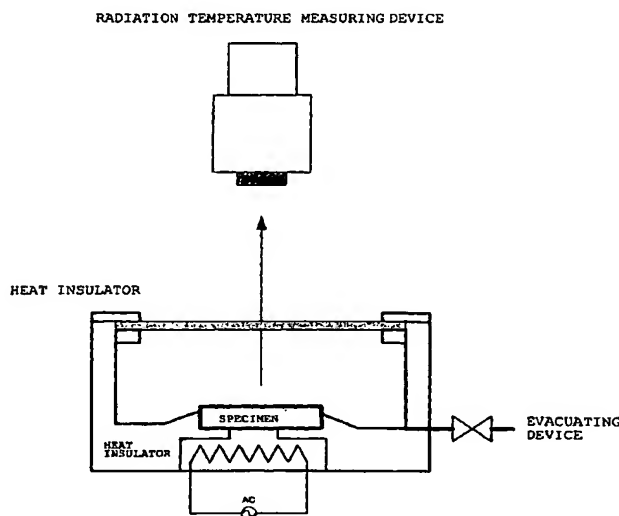 RADIATION TEMPERATURE MEASURING DEVICE
HEAT INSULATOR
SPECIMEN
HEAT
INSULATOR
EVACUATING
DEVICE
AC